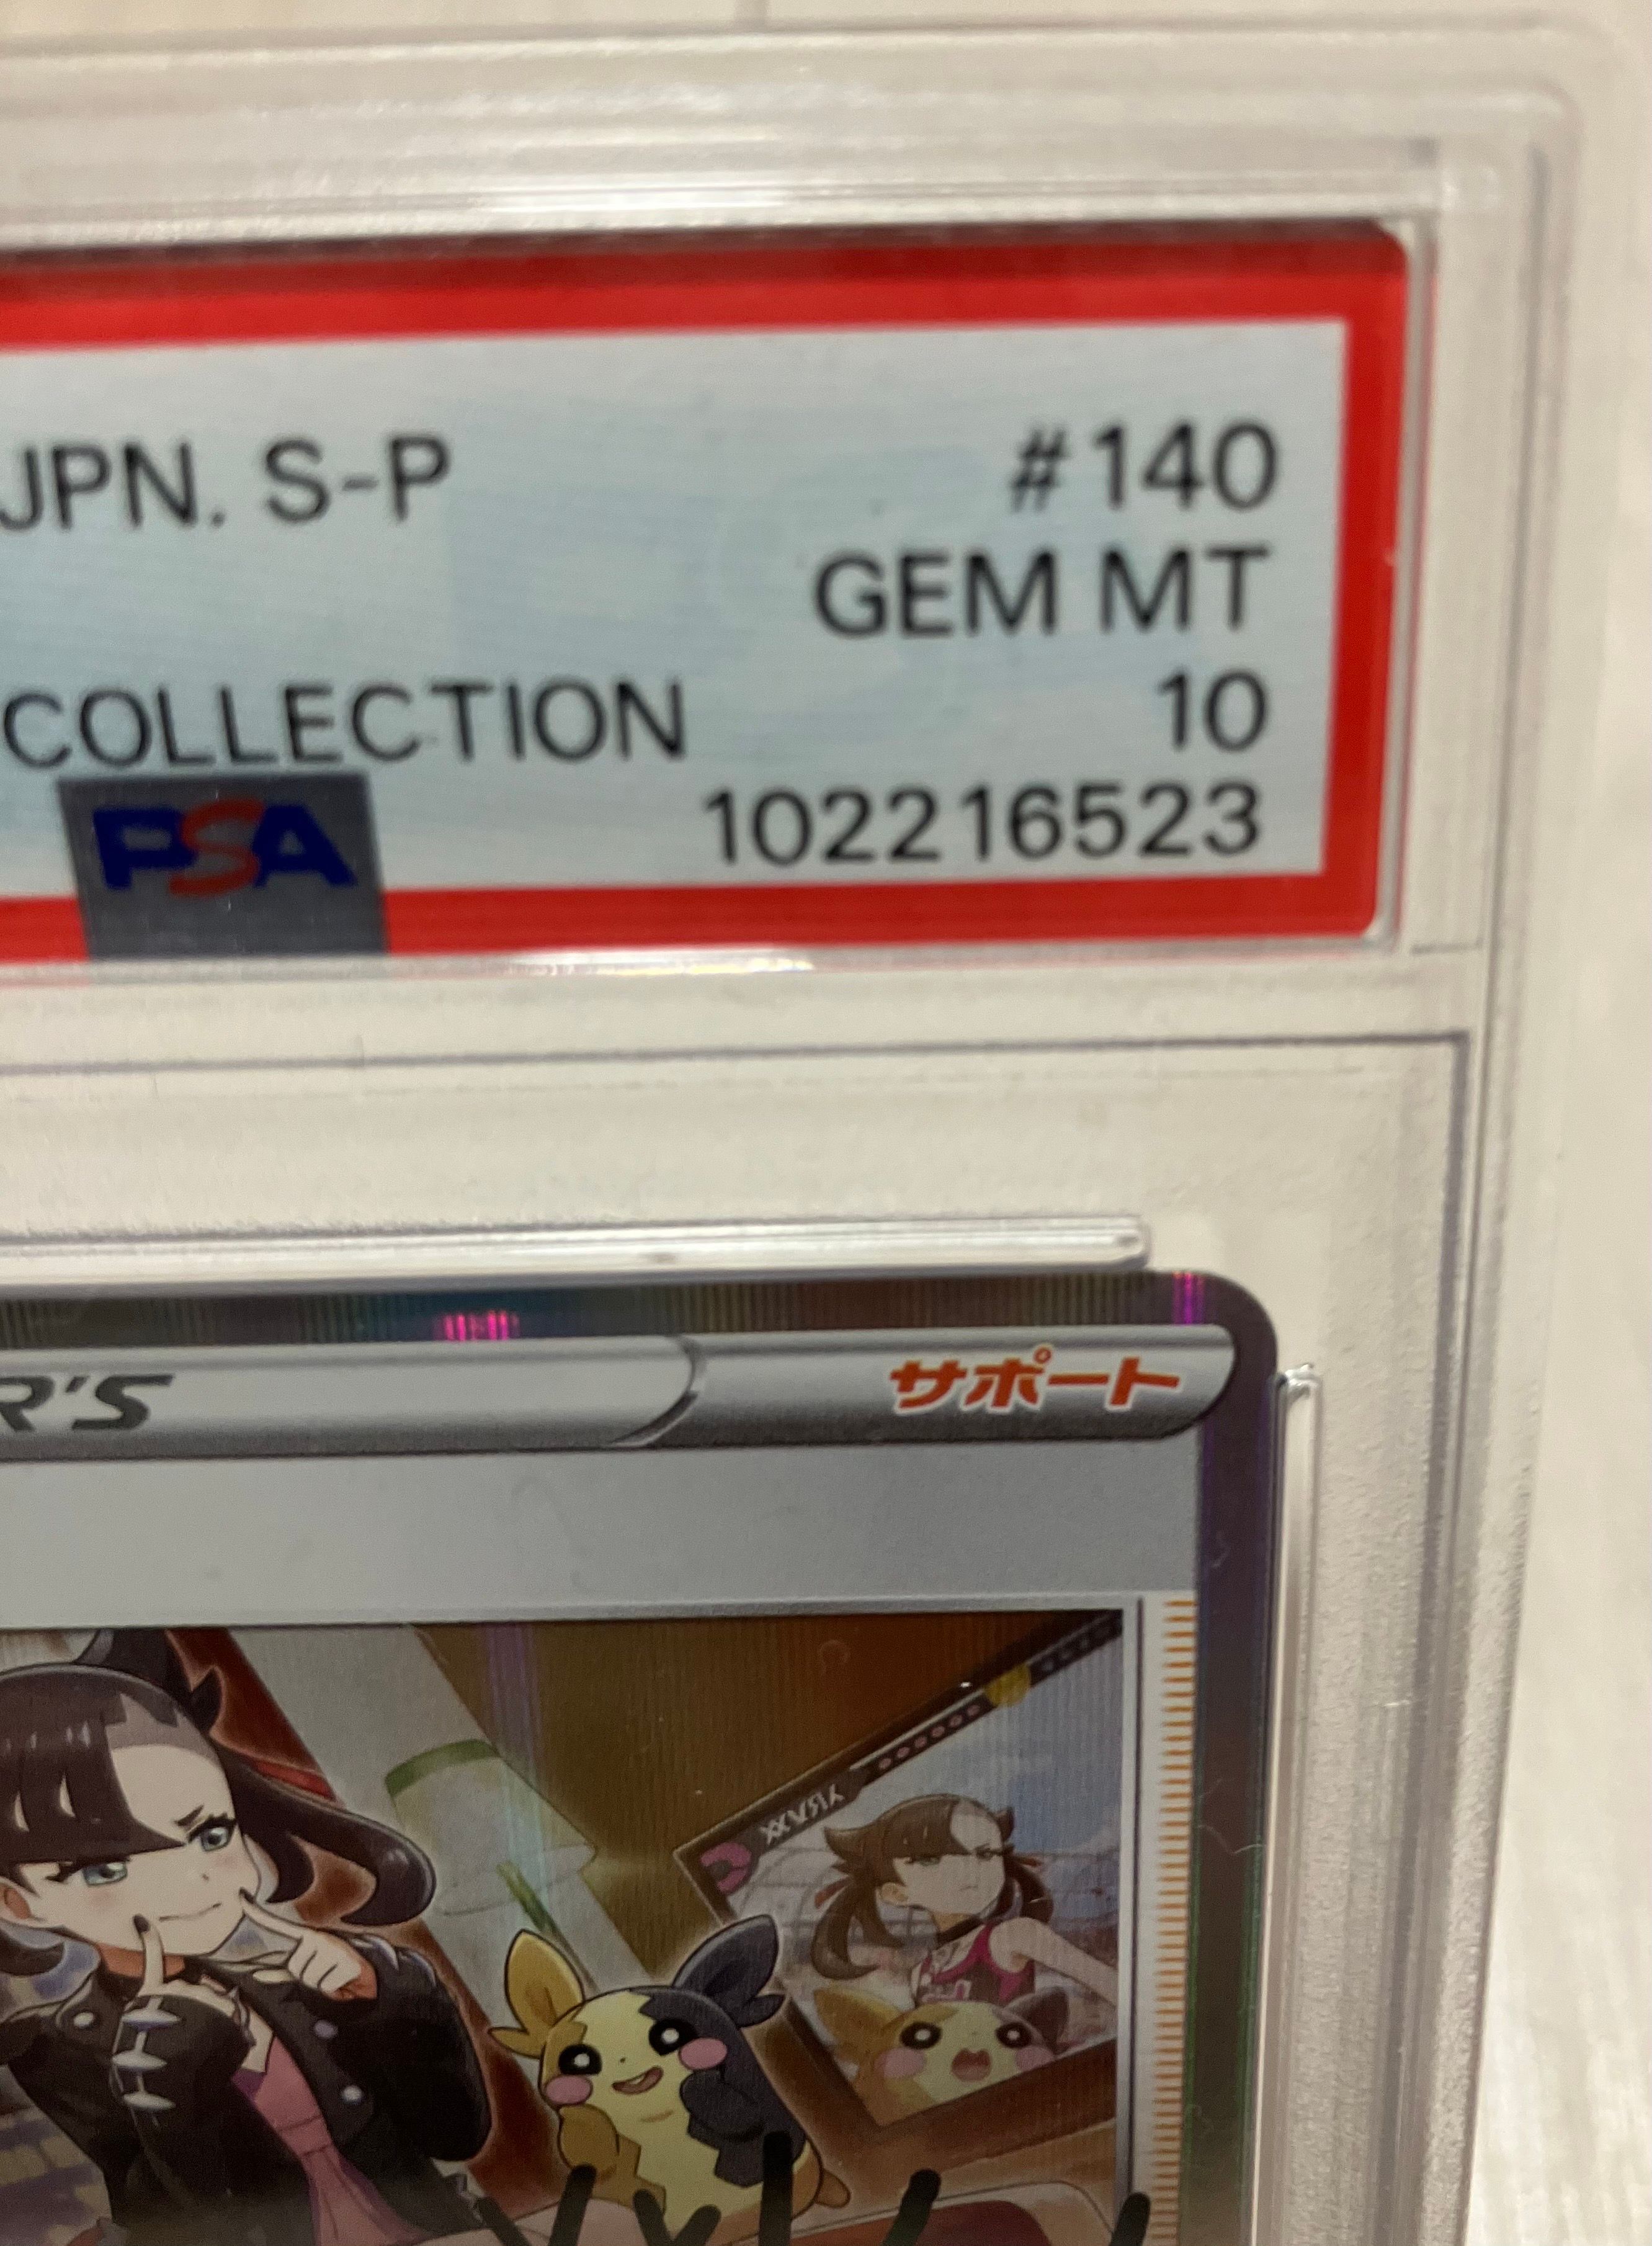 JPN. S-P #140
GEM MT
COLLECTION 10
PSA 102216523
R'S サポート